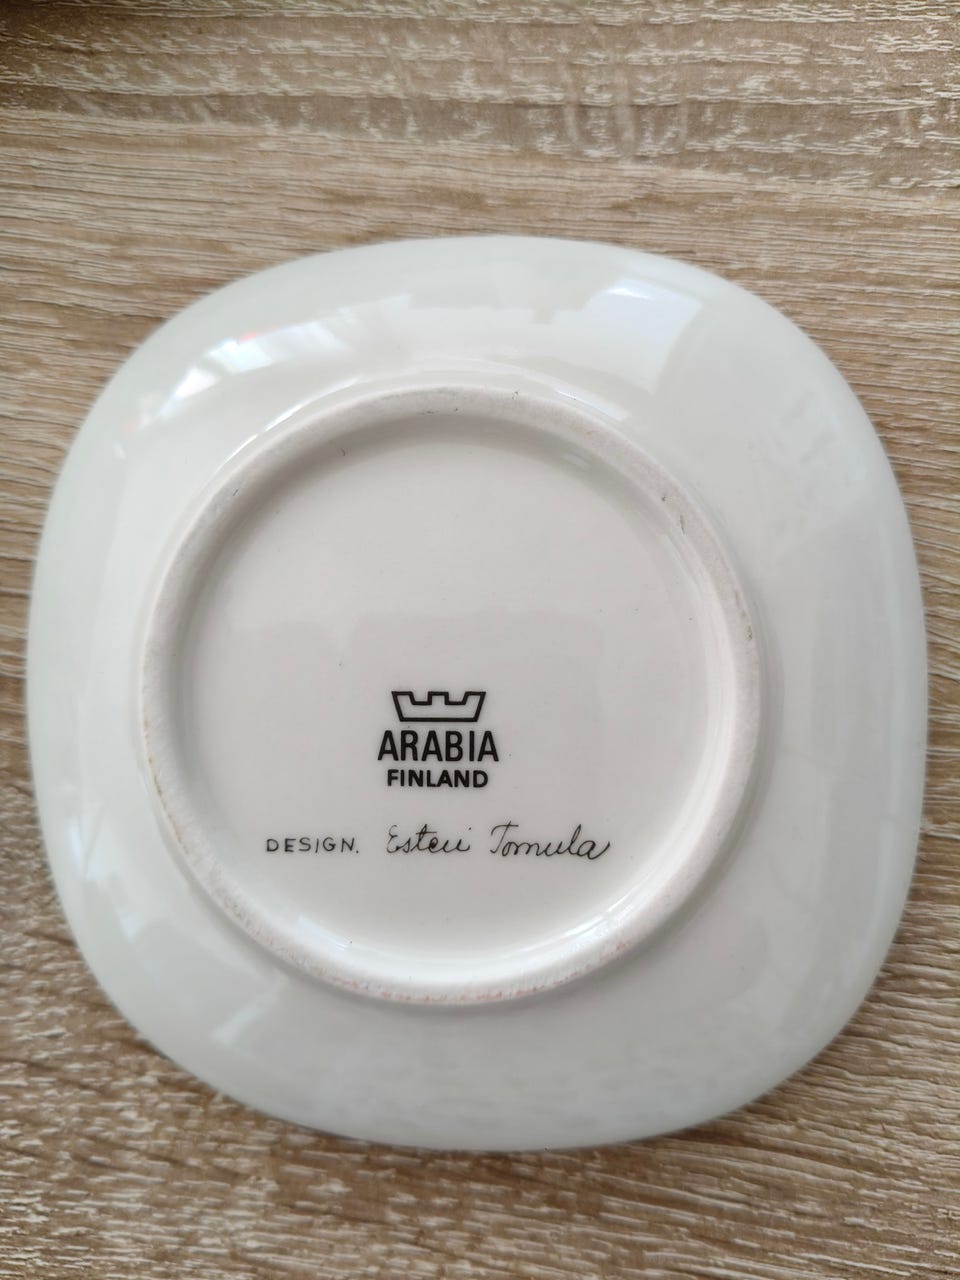 ARABIA
FINLAND
DESIGN. Esteri Tomula